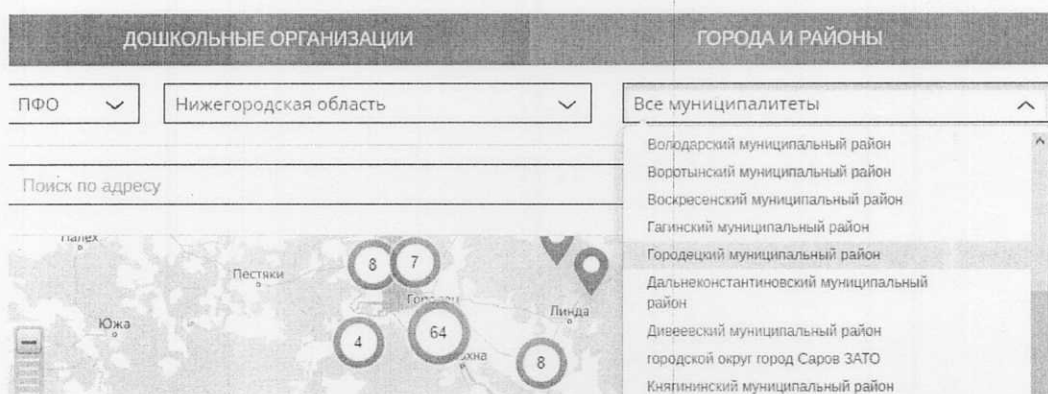 ДОШКОЛЬНЫЕ ОРГАНИЗАЦИИ
ГОРОДА И РАЙОНЫ
ПФО
Нижегородская область
Все муниципалитеты
Володарский муниципальный район
Воротынский муниципальный район
Воскресенский муниципальный район
Гагинский муниципальный район
Городецкий муниципальный район
Дальнеконстантиновский муниципальный
район
Дивеевский муниципальный район
городской округ город Саров ЗАТО
Княгининский муниципальный район
Поиск по адресу
Палех
Пестяки
8
7
Городец
Линда
Южа
4
64
8